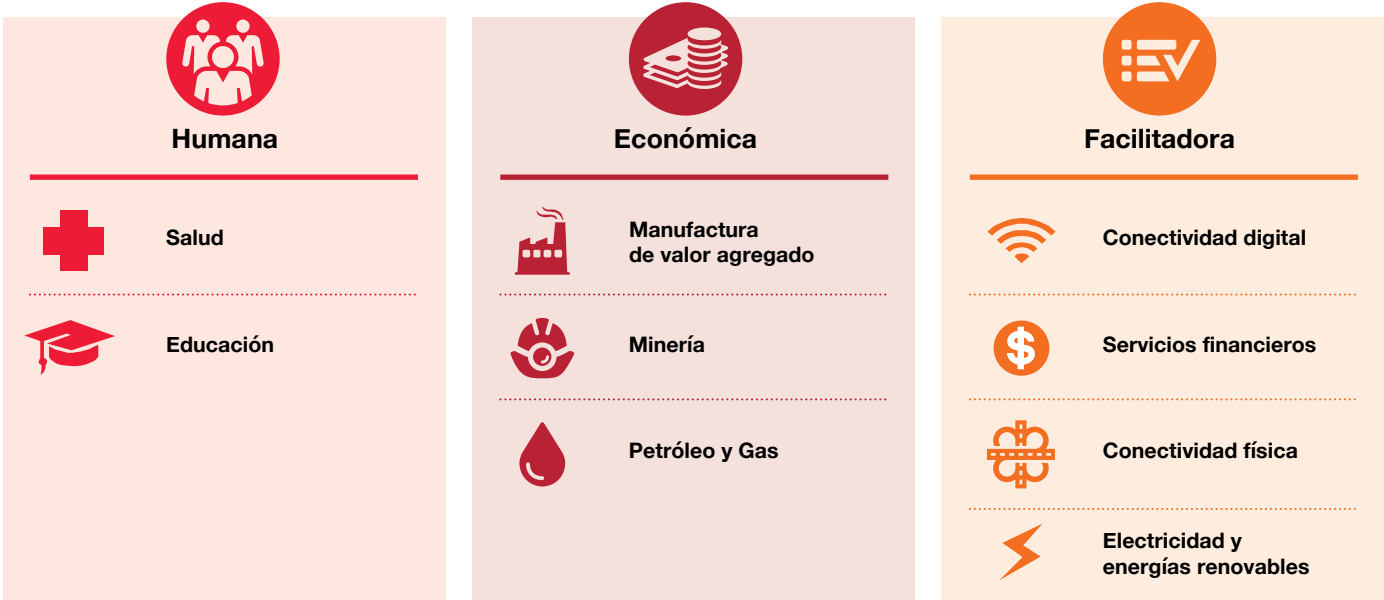 Humana
Salud
Educación
Económica
Manufactura
de valor agregado
Minería
Petróleo y Gas
Facilitadora
Conectividad digital
Servicios financieros
Conectividad física
Electricidad y
energías renovables